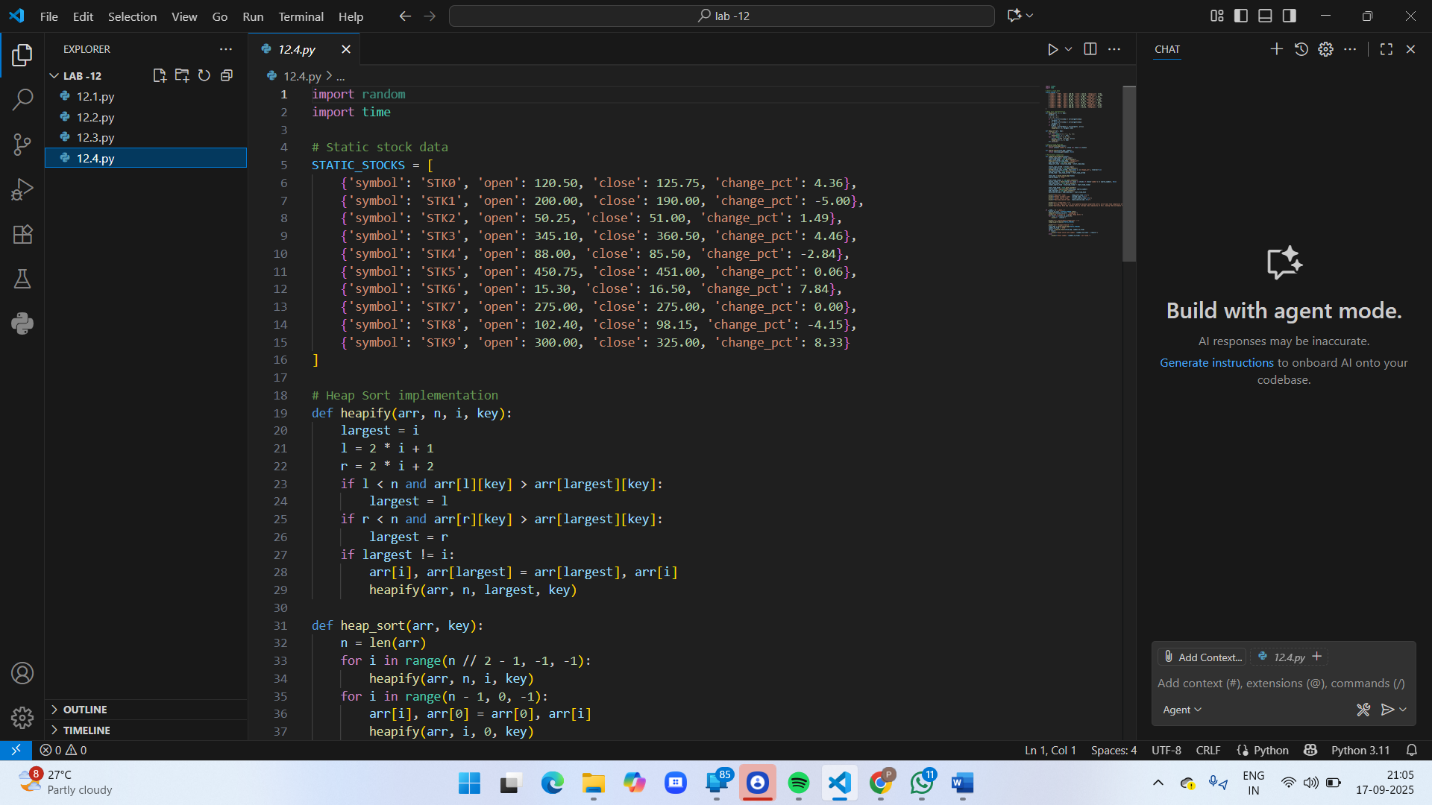 File Edit Selection View Go Run Terminal Help
lab -12
EXPLORER
LAB -12
12.1.py
12.2.py
12.3.py
12.4.py
OUTLINE
TIMELINE
12.4.py
12.4.py > ...
1 import random
2 import time
3
4 # Static stock data
5 STATIC_STOCKS = [
6 {'symbol': 'STK0', 'open': 120.50, 'close': 125.75, 'change_pct': 4.36},
7 {'symbol': 'STK1', 'open': 200.00, 'close': 190.00, 'change_pct': -5.00},
8 {'symbol': 'STK2', 'open': 50.25, 'close': 51.00, 'change_pct': 1.49},
9 {'symbol': 'STK3', 'open': 345.10, 'close': 360.50, 'change_pct': 4.46},
10 {'symbol': 'STK4', 'open': 88.00, 'close': 85.50, 'change_pct': -2.84},
11 {'symbol': 'STK5', 'open': 450.75, 'close': 451.00, 'change_pct': 0.06},
12 {'symbol': 'STK6', 'open': 15.30, 'close': 16.50, 'change_pct': 7.84},
13 {'symbol': 'STK7', 'open': 275.00, 'close': 275.00, 'change_pct': 0.00},
14 {'symbol': 'STK8', 'open': 102.40, 'close': 98.15, 'change_pct': -4.15},
15 {'symbol': 'STK9', 'open': 300.00, 'close': 325.00, 'change_pct': 8.33}
16 ]
17
18 # Heap Sort implementation
19 def heapify(arr, n, i, key):
20 largest = i
21 l = 2 * i + 1
22 r = 2 * i + 2
23 if l < n and arr[l][key] > arr[largest][key]:
24 largest = l
25 if r < n and arr[r][key] > arr[largest][key]:
26 largest = r
27 if largest != i:
28 arr[i], arr[largest] = arr[largest], arr[i]
29 heapify(arr, n, largest, key)
30
31 def heap_sort(arr, key):
32 n = len(arr)
33 for i in range(n // 2 - 1, -1, -1):
34 heapify(arr, n, i, key)
35 for i in range(n - 1, 0, -1):
36 arr[i], arr[0] = arr[0], arr[i]
37 heapify(arr, i, 0, key)
CHAT
Build with agent mode.
AI responses may be inaccurate.
Generate instructions to onboard AI onto your
codebase.
Add Context... 12.4.py
Add context (#), extensions (@), commands (/)
Agent
0 0
Ln 1, Col 1 Spaces: 4 UTF-8 CRLF Python Python 3.11
8
27°C
Partly cloudy
85
P
11
ENG
IN
21:05
17-09-2025